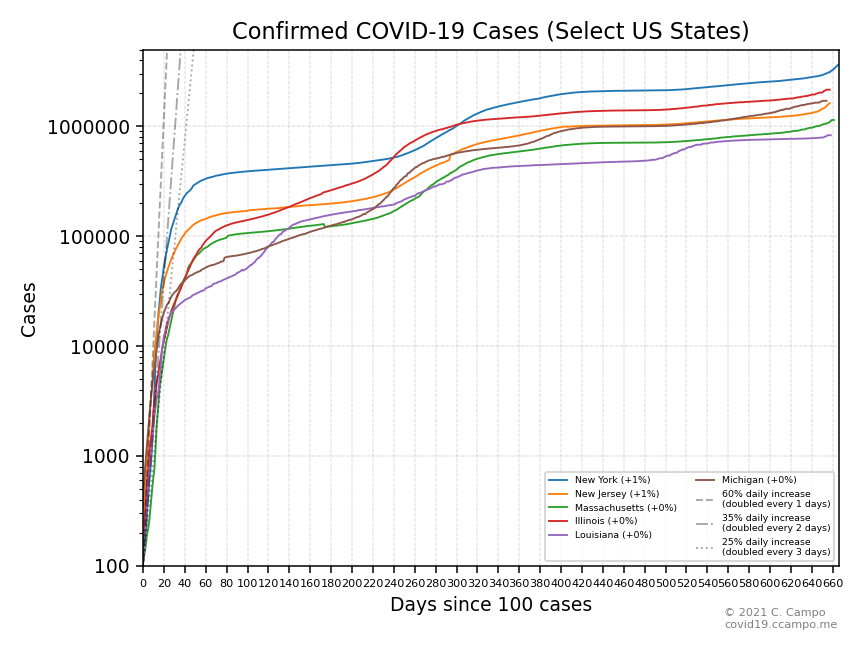 Confirmed COVID-19 Cases (Select US States)
Cases
1000000
100000
10000
1000
100
New York (+1%)
New Jersey (+1%)
Massachusetts (+0%)
Illinois (+0%)
Louisiana (+0%)
Michigan (+0%)
60% daily increase
(doubled every 1 days)
35% daily increase
(doubled every 2 days)
25% daily increase
(doubled every 3 days)
0 20 40 60 80 100 120 140 160 180 200 220 240 260 280 300 320 340 360 380 400 420 440 460 480 500 520 540 560 580 600 620 640 660
Days since 100 cases
© 2021 C. Campo
covid19.ccampo.me